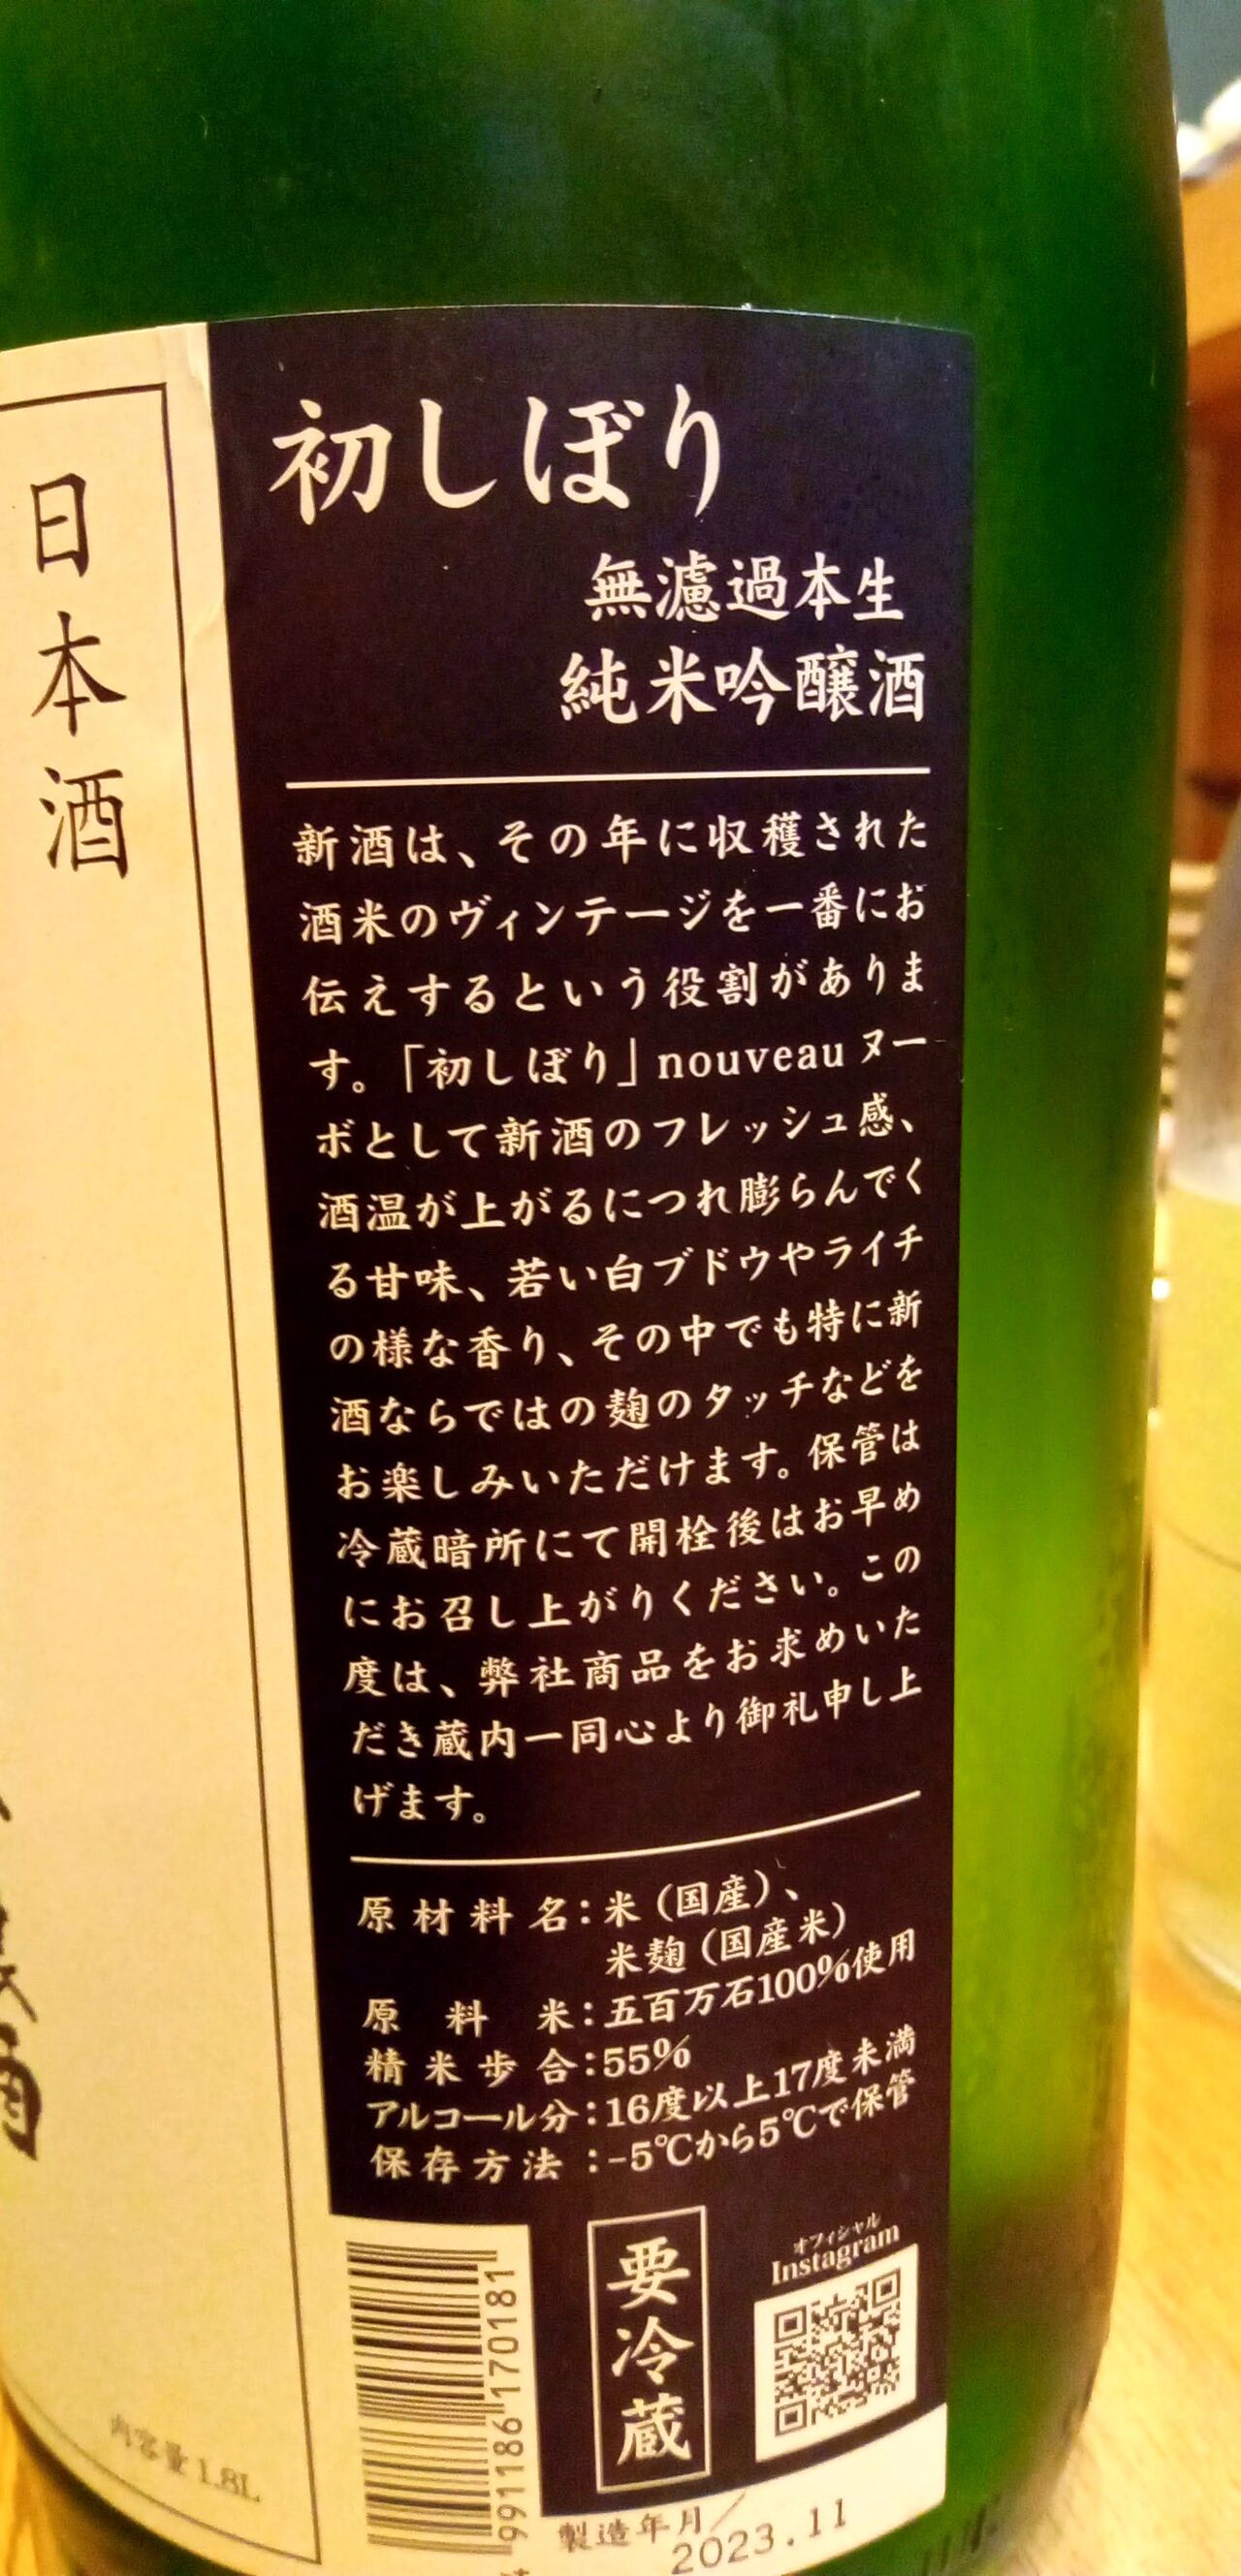 日本酒
内容量 1.8L
初しぼり
無濾過本生
純米吟醸酒
新酒は、その年に収穫された
酒米のヴィンテージを一番にお
伝えするという役割がありま
す。「初しぼり」nouveau ヌー
ボとして新酒のフレッシュ感、
酒温が上がるにつれ膨らんでく
る甘味、若い白ブドウやライチ
の様な香り、その中でも特に新
酒ならではの麹のタッチなどを
お楽しみいただけます。保管は
冷蔵暗所にて開栓後はお早め
にお召し上がりください。この
度は、弊社商品をお求めいた
だき蔵内一同心より御礼申し上
げます。
原材料名：米（国産）、
米麹（国産米）
原料米：五百万石100%使用
精米歩合：55%
アルコール分：16度以上17度未満
保存方法：-5℃から5℃で保管
991186170181
要冷蔵
オフィシャル
Instagram
製造年月／
2023.11